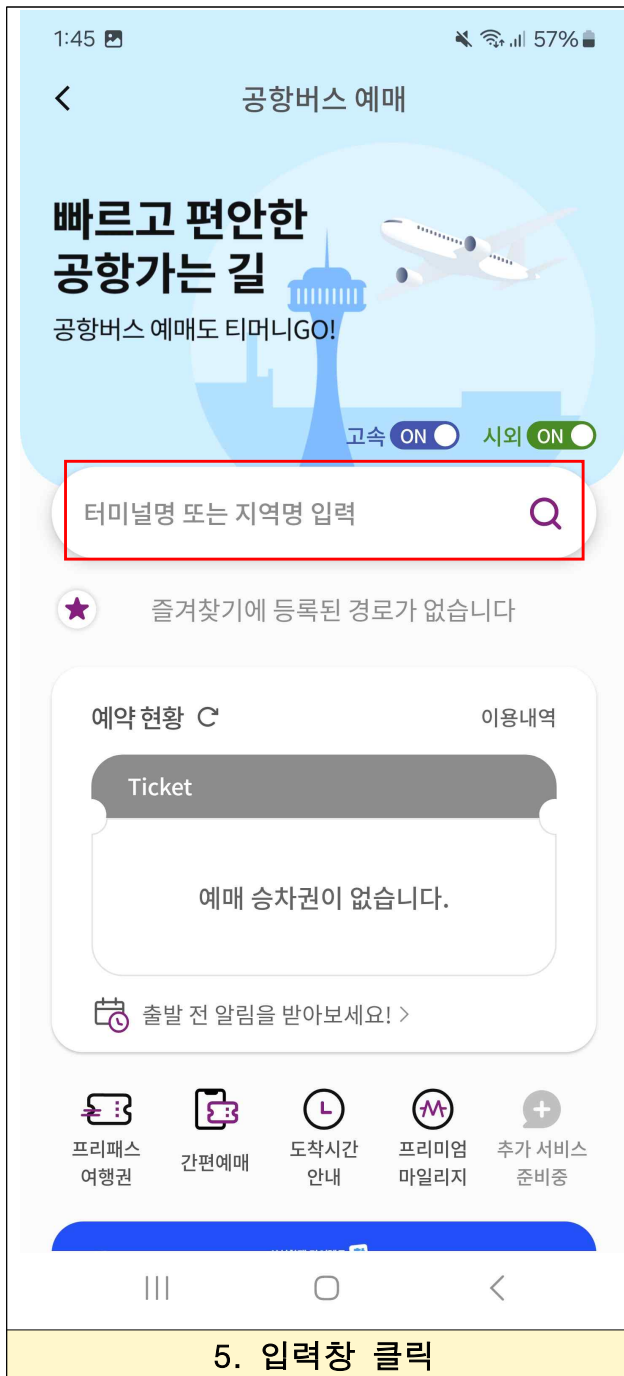 1:45 57%
공항버스 예매
빠르고 편안한
공항가는 길
공항버스 예매도 티머니GO!
고속 ON 시외 ON
터미널명 또는 지역명 입력
즐겨찾기에 등록된 경로가 없습니다
예약 현황 이용내역
Ticket
예매 승차권이 없습니다.
출발 전 알림을 받아보세요! >
프리패스 여행권
간편예매
도착시간 안내
프리미엄 마일리지
추가 서비스 준비중
5. 입력창 클릭